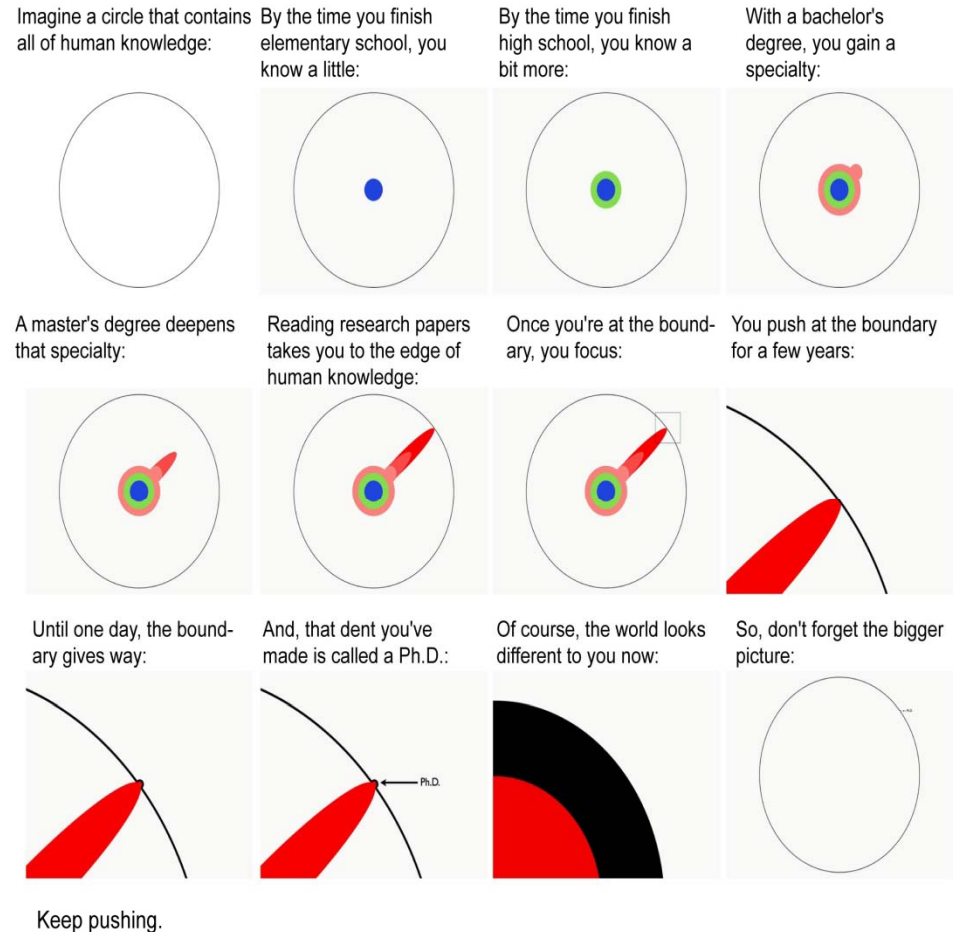 Imagine a circle that contains
all of human knowledge:
By the time you finish
elementary school, you
know a little:
By the time you finish
high school, you know a
bit more:
With a bachelor's
degree, you gain a
specialty:
A master's degree deepens
that specialty:
Reading research papers
takes you to the edge of
human knowledge:
Once you're at the bound-
ary, you focus:
You push at the boundary
for a few years:
Until one day, the bound-
ary gives way:
And, that dent you've
made is called a Ph.D.:
Ph.D.
Of course, the world looks
different to you now:
So, don't forget the bigger
picture:
Keep pushing.